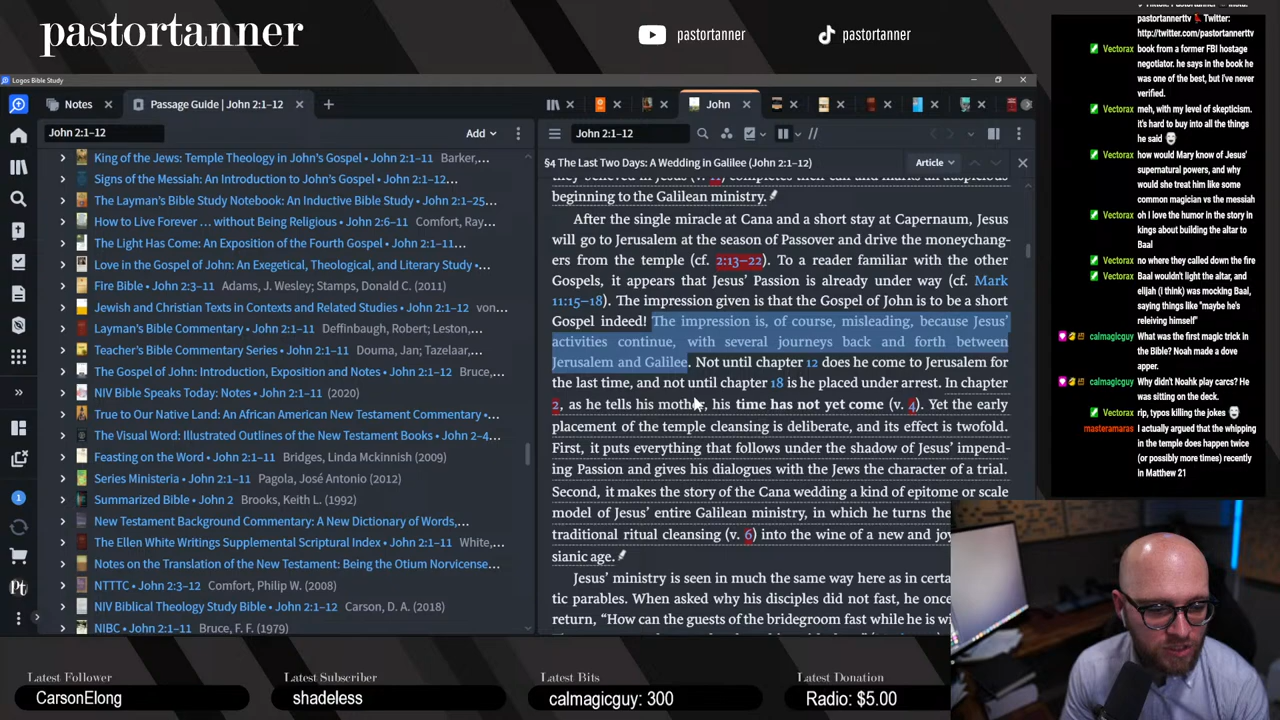 pastortanner
pastortanner
pastortanner
Logos Bible Study
Notes
Passage Guide | John 2:1–12
John 2:1–12
Add
King of the Jews: Temple Theology in John's Gospel • John 2:1–11 Barker,...
Signs of the Messiah: An Introduction to John's Gospel • John 2:1–12...
The Layman's Bible Study Notebook: An Inductive Bible Study • John 2:1–25...
How to Live Forever ... without Being Religious • John 2:6–11 Comfort, Ray...
The Light Has Come: An Exposition of the Fourth Gospel • John 2:1–11...
Love in the Gospel of John: An Exegetical, Theological, and Literary Study •...
Fire Bible • John 2:3–12 Adams, J. Wesley; Stamps, Donald C. (2011)
Jewish and Christian Texts in Contexts and Related Studies • John 2:1–12 von...
Layman's Bible Commentary • John 2:1–12 Deffinbaugh, Robert; Leston,...
Teacher's Bible Commentary Series • John 2:1–11 Douma, Jan; Tazelaar,...
The Gospel of John: Introduction, Exposition and Notes • John 2:1–11 Bruce,...
NIV Bible Speaks Today: Notes • John 2:1–11 (2020)
True to Our Native Land: An African American New Testament Commentary •...
The Visual Word: Illustrated Outlines of the New Testament Books • John 2–4...
Feasting on the Word • John 2:1–11 Bridges, Linda Mckinnish (2009)
Series Ministeria • John 2:1–11 Pagola, José Antonio (2012)
Summarized Bible • John 2 Brooks, Keith L. (1992)
New Testament Background Commentary: A New Dictionary of Words,...
The Ellen White Writings Supplemental Scriptural Index • John 2:1–11 White,...
Notes on the Translation of the New Testament: Being the Otium Norvicense...
NTTTC • John 2:3–12 Comfort, Philip W. (2008)
NIV Biblical Theology Study Bible • John 2:1–12 Carson, D. A. (2018)
NIBC • John 2:1–11 Bruce, F. F. (1979)
1
Pt
John
John 2:1–12
§4 The Last Two Days: A Wedding in Galilee (John 2:1–12)
Article
they believed in Jesus (v. 11) completes their call and marks an auspicious
beginning to the Galilean ministry.
After the single miracle at Cana and a short stay at Capernaum, Jesus
will go to Jerusalem at the season of Passover and drive the moneychang-
ers from the temple (cf. 2:13–22). To a reader familiar with the other
Gospels, it appears that Jesus' Passion is already under way (cf. Mark
11:15–18). The impression given is that the Gospel of John is to be a short
Gospel indeed! The impression is, of course, misleading, because Jesus'
activities continue, with several journeys back and forth between
Jerusalem and Galilee. Not until chapter 12 does he come to Jerusalem for
the last time, and not until chapter 18 is he placed under arrest. In chapter
2, as he tells his mother, his time has not yet come (v. 4). Yet the early
placement of the temple cleansing is deliberate, and its effect is twofold.
First, it puts everything that follows under the shadow of Jesus' impend-
ing Passion and gives his dialogues with the Jews the character of a trial.
Second, it makes the story of the Cana wedding a kind of epitome or scale
model of Jesus' entire Galilean ministry, in which he turns the
traditional ritual cleansing (v. 6) into the wine of a new and joy
sianic age.
Jesus' ministry is seen in much the same way here as in certa
tic parables. When asked why his disciples did not fast, he once
return, "How can the guests of the bridegroom fast while he is wi
pastortannerttv Twitter:
http://twitter.com/pastortannerttv
Vectorax book from a former FBI hostage
negotiator. he says in the book he
was one of the best, but i've never
verified.
Vectorax meh, with my level of skepticism.
it's hard to buy into all the things
he said
Vectorax how would Mary know of Jesus'
supernatural powers, and why
would she treat him like some
common magician vs the messiah
Vectorax oh I love the humor in the story in
kings about building the altar to
Baal
Vectorax no where they called down the fire
Vectorax Baal wouldn't light the altar, and
elijah (i think) was mocking Baal,
saying things like "maybe he's
releiving himself"
calmagicguy What was the first magic trick in
the Bible? Noah made a dove
apper.
calmagicguy Why didn't Noahk play carcs? He
was sitting on the deck.
Vectorax rip, typos killing the jokes
mastermaras I actually argued that the whipping
in the temple does happen twice
(or possibly more times) recently
in Matthew 21
Latest Follower
CarsonElong
Latest Subscriber
shadeless
Latest Bits
calmagicguy: 300
Latest Donation
Radio: $5.00